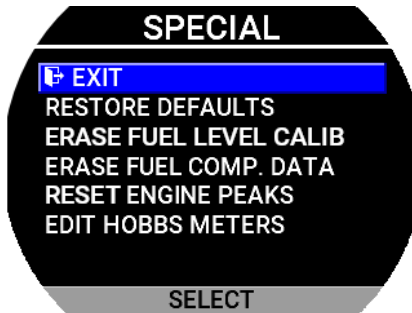 SPECIAL
EXIT
RESTORE DEFAULTS
ERASE FUEL LEVEL CALIB
ERASE FUEL COMP. DATA
RESET ENGINE PEAKS
EDIT HOBBS METERS
SELECT